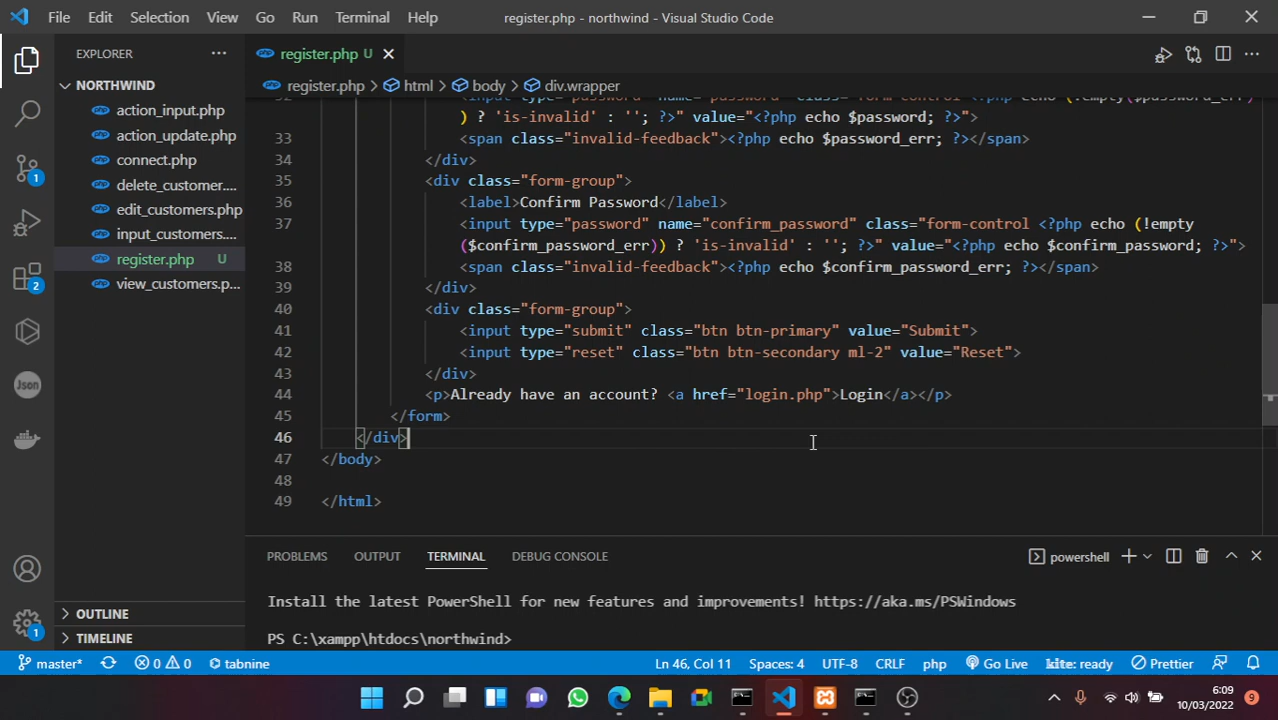 File Edit Selection View Go Run Terminal Help register.php - northwind - Visual Studio Code
EXPLORER
NORTHWIND
action_input.php
action_update.php
connect.php
delete_customer....
edit_customers.php
input_customers....
register.php U
view_customers.p...
OUTLINE
TIMELINE
register.php U
register.php > html > body > div.wrapper
) ? 'is-invalid' : ''; ?>" value="<?php echo $password; ?>">
33 <span class="invalid-feedback"><?php echo $password_err; ?></span>
34 </div>
35 <div class="form-group">
36 <label>Confirm Password</label>
37 <input type="password" name="confirm_password" class="form-control <?php echo (!empty
($confirm_password_err)) ? 'is-invalid' : ''; ?>" value="<?php echo $confirm_password; ?>">
38 <span class="invalid-feedback"><?php echo $confirm_password_err; ?></span>
39 </div>
40 <div class="form-group">
41 <input type="submit" class="btn btn-primary" value="Submit">
42 <input type="reset" class="btn btn-secondary ml-2" value="Reset">
43 </div>
44 <p>Already have an account? <a href="login.php">Login</a></p>
45 </form>
46 </div>
47 </body>
48
49 </html>
PROBLEMS OUTPUT TERMINAL DEBUG CONSOLE powershell
Install the latest PowerShell for new features and improvements! https://aka.ms/PSWindows
PS C:\xampp\htdocs\northwind>
1
2
Json
1
master* 0 0 tabnine Ln 46, Col 11 Spaces: 4 UTF-8 CRLF php Go Live kite: ready Prettier
6:09
10/03/2022
9